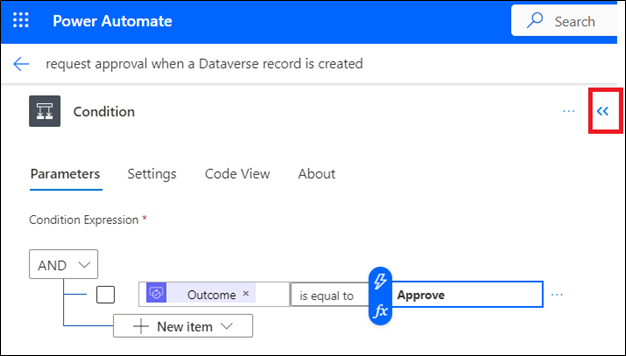 Power Automate
Search
request approval when a Dataverse record is created
Condition
Parameters Settings Code View About
Condition Expression *
AND
Outcome × is equal to fx Approve
New item